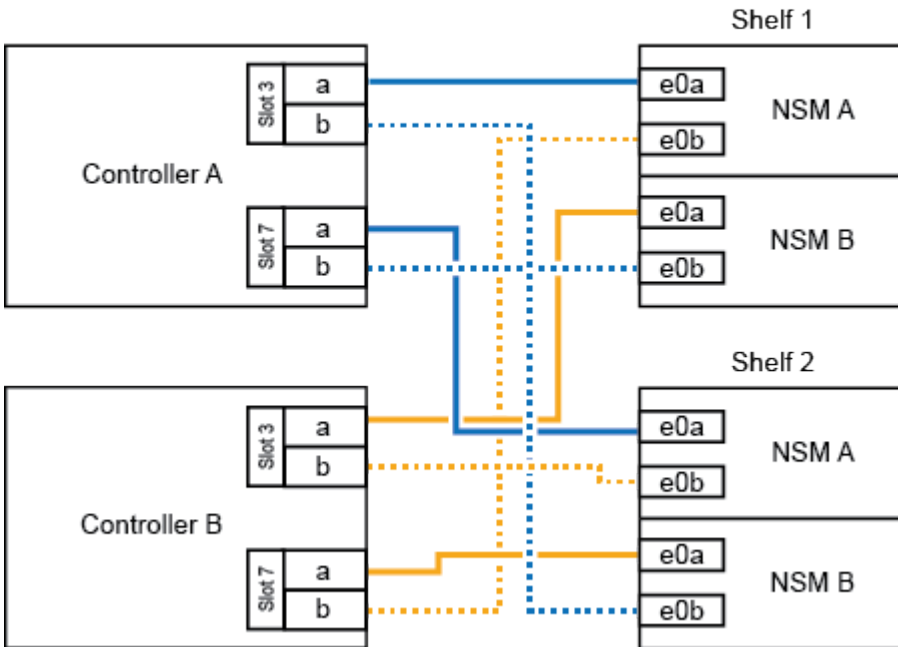 Shelf 1
Controller A
Slot 3
a
b
Slot 7
a
b
e0a
e0b
NSM A
e0a
e0b
NSM B
Shelf 2
Controller B
Slot 3
a
b
Slot 7
a
b
e0a
e0b
NSM A
e0a
e0b
NSM B